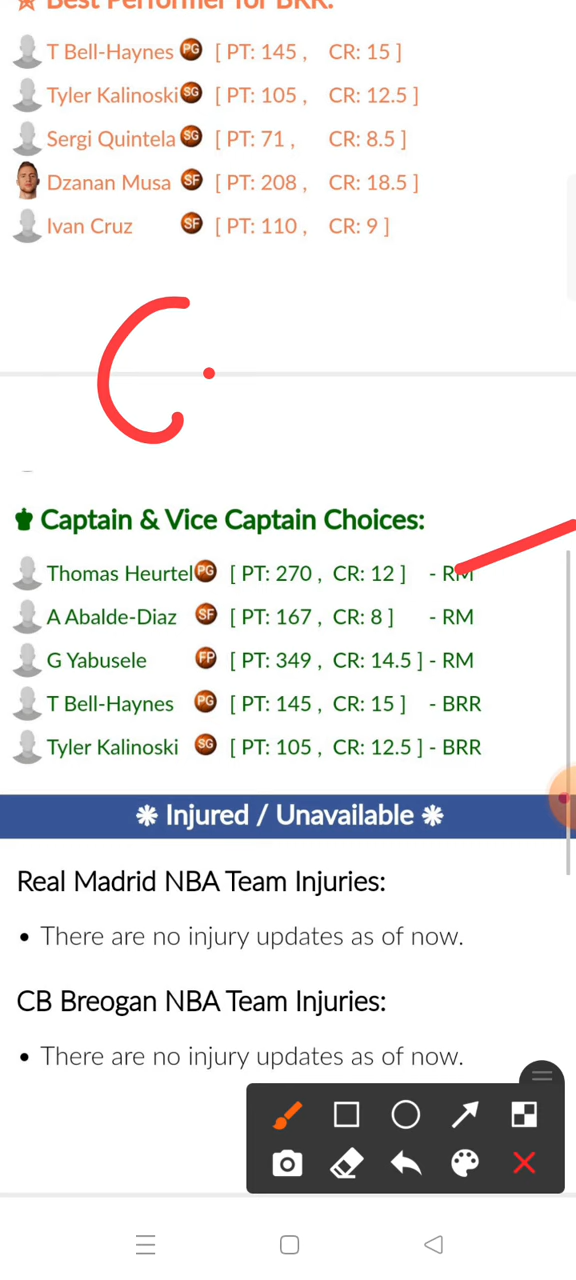 Best Performer for BRR:
T Bell-Haynes PG [ PT: 145 , CR: 15 ]
Tyler Kalinoski SG [ PT: 105 , CR: 12.5 ]
Sergi Quintela SG [ PT: 71 , CR: 8.5 ]
Dzanan Musa SF [ PT: 208 , CR: 18.5 ]
Ivan Cruz SF [ PT: 110 , CR: 9 ]
C
Captain & Vice Captain Choices:
Thomas Heurtel PG [ PT: 270 , CR: 12 ] - RM
A Abalde-Diaz SF [ PT: 167 , CR: 8 ] - RM
G Yabusele FP [ PT: 349 , CR: 14.5 ] - RM
T Bell-Haynes PG [ PT: 145 , CR: 15 ] - BRR
Tyler Kalinoski SG [ PT: 105 , CR: 12.5 ] - BRR
Injured / Unavailable
Real Madrid NBA Team Injuries:
• There are no injury updates as of now.
CB Breogan NBA Team Injuries:
• There are no injury updates as of now.